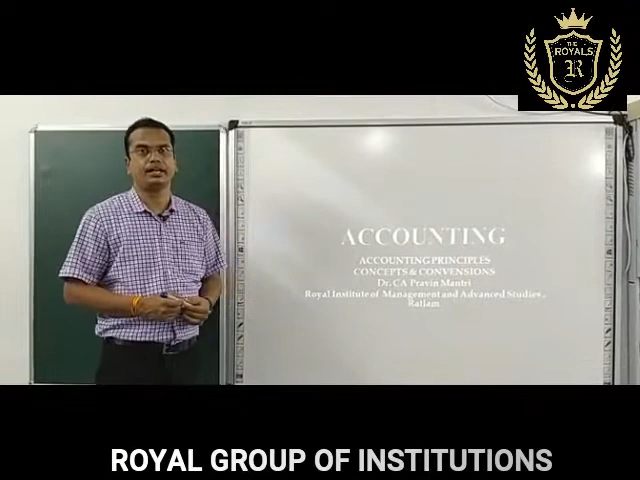 THE
ROYALS
R
ACCOUNTING
ACCOUNTING PRINCIPLES
CONCEPTS & CONVENSIONS
Dr. CA Pravin Mantri
Royal Institute of Management and Advanced Studies,
Ratlam
ROYAL GROUP OF INSTITUTIONS